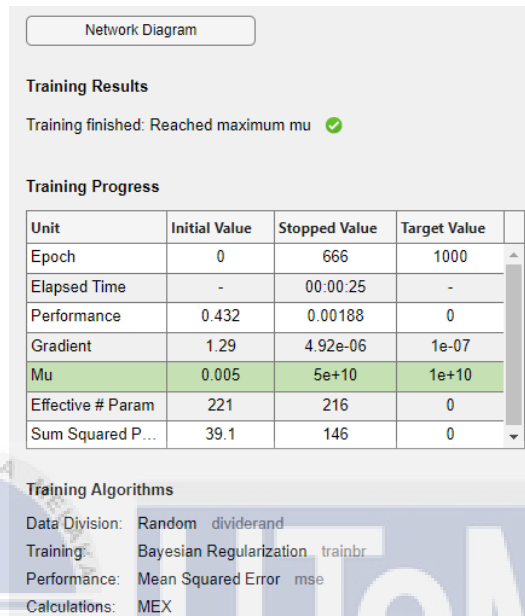 Network Diagram
Training Results
Training finished: Reached maximum mu
Training Progress
Unit Initial Value Stopped Value Target Value
Epoch 0 666 1000
Elapsed Time - 00:00:25 -
Performance 0.432 0.00188 0
Gradient 1.29 4.92e-06 1e-07
Mu 0.005 5e+10 1e+10
Effective # Param 221 216 0
Sum Squared P... 39.1 146 0
Training Algorithms
Data Division: Random dividerand
Training: Bayesian Regularization trainbr
Performance: Mean Squared Error mse
Calculations: MEX